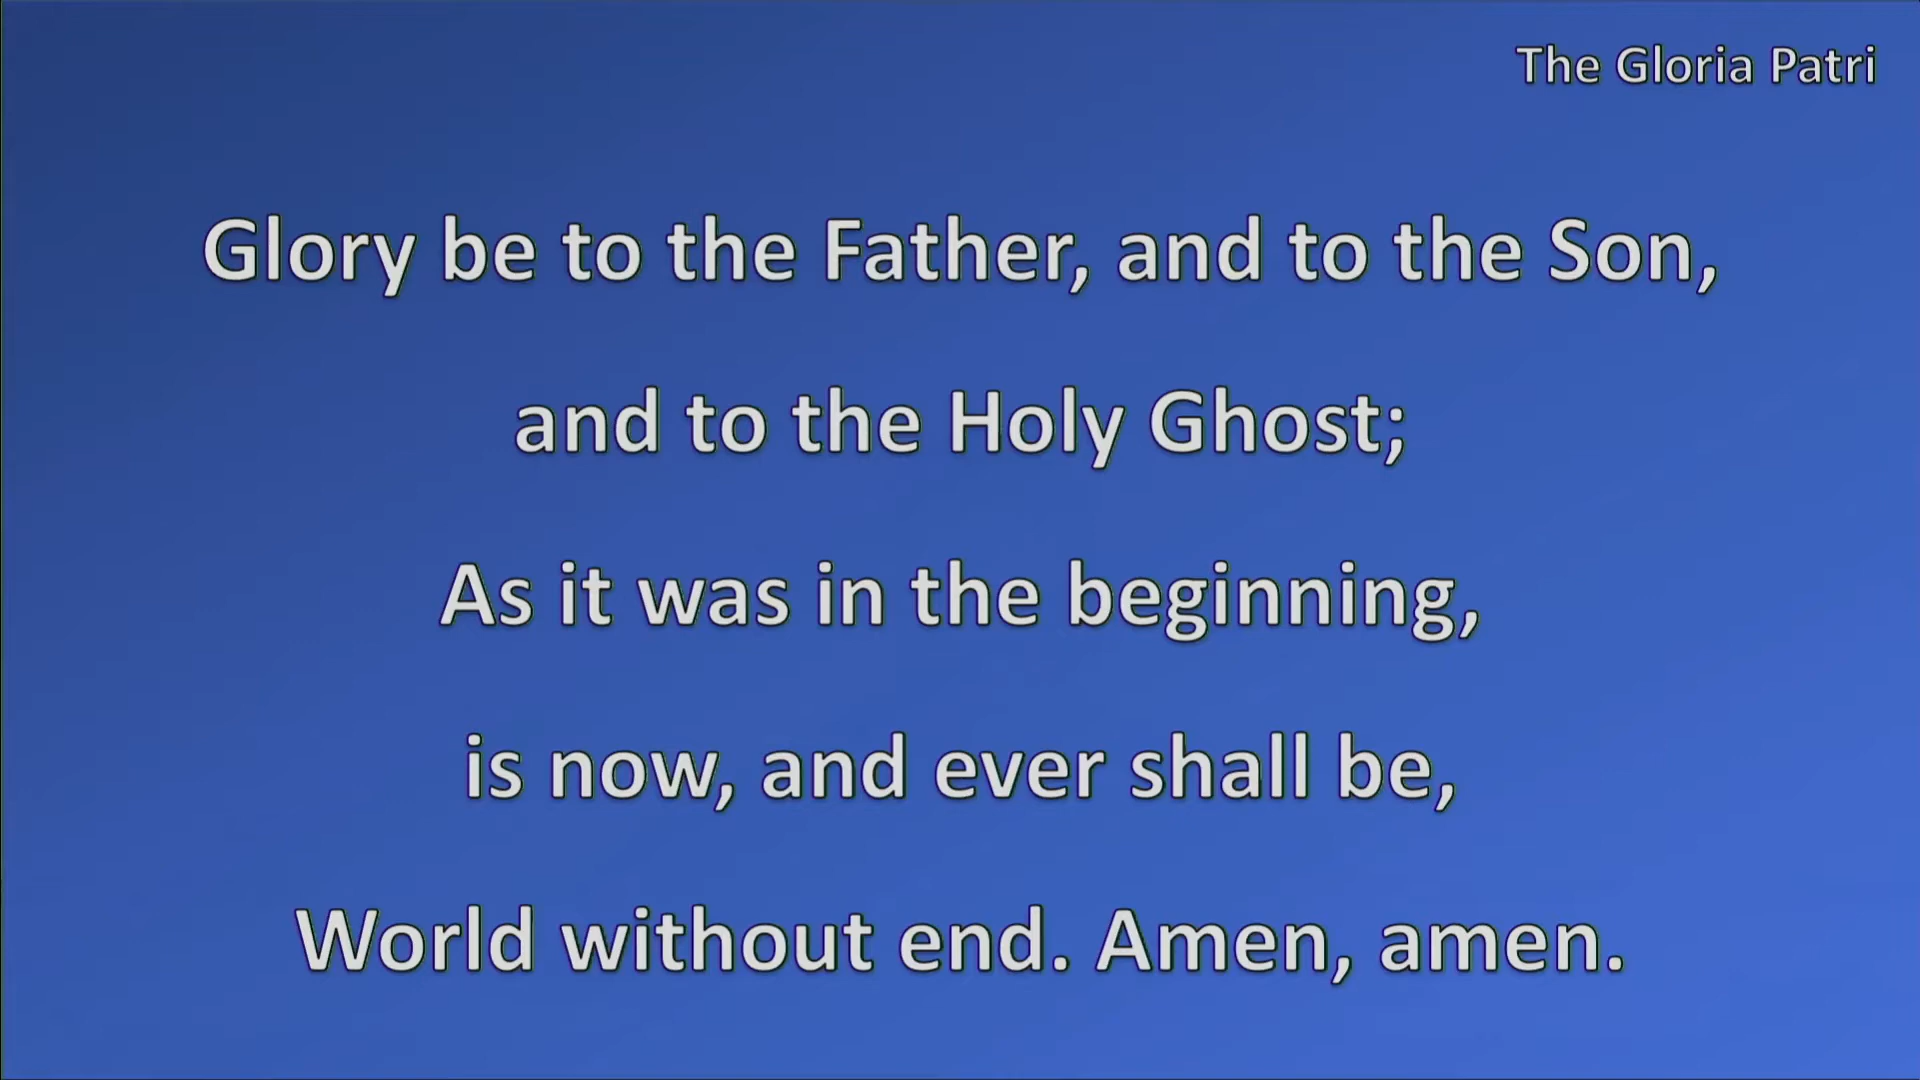 The Gloria Patri
Glory be to the Father, and to the Son,
and to the Holy Ghost;
As it was in the beginning,
is now, and ever shall be,
World without end. Amen, amen.